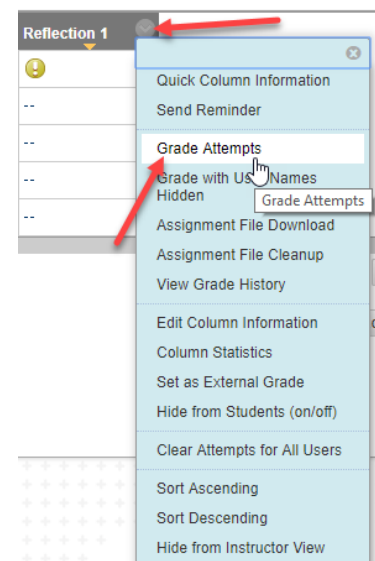 Reflection 1
Quick Column Information
--
Send Reminder
--
Grade Attempts
--
Grade with Names
Hidden
Grade Attempts
--
Assignment File Download
Assignment File Cleanup
View Grade History
Edit Column Information
Column Statistics
Set as External Grade
Hide from Students (on/off)
Clear Attempts for All Users
Sort Ascending
Sort Descending
Hide from Instructor View